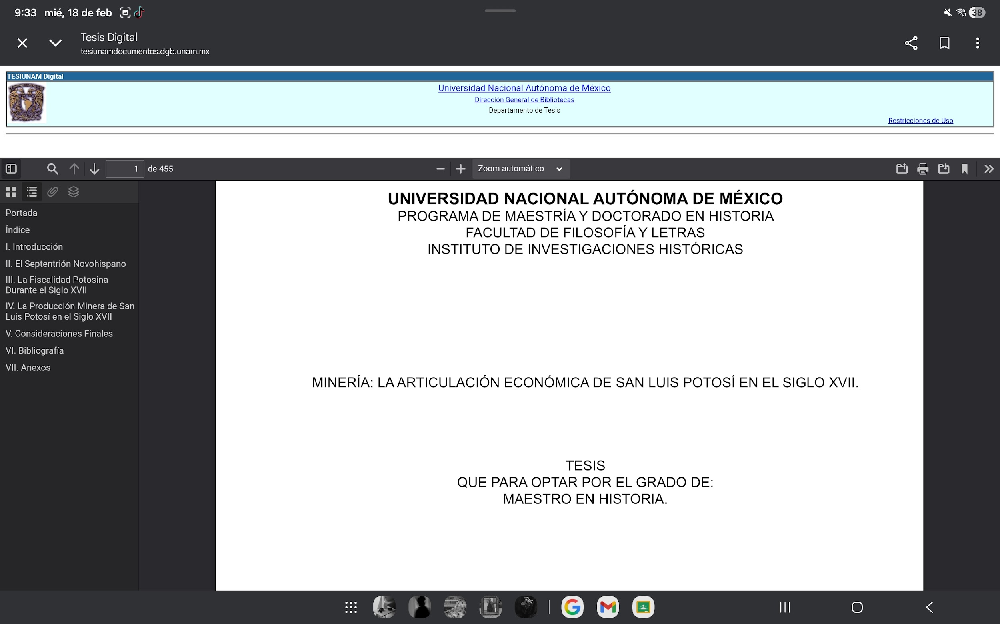 9:33 mié, 18 de feb
38
Tesis Digital
tesiunamdocumentos.dgb.unam.mx
TESIUNAM Digital
Universidad Nacional Autónoma de México
Dirección General de Bibliotecas
Departamento de Tesis
Restricciones de Uso
1 de 455
Zoom automático
Portada
Índice
I. Introducción
II. El Septentrión Novohispano
III. La Fiscalidad Potosina
Durante el Siglo XVII
IV. La Producción Minera de San
Luis Potosí en el Siglo XVII
V. Consideraciones Finales
VI. Bibliografía
VII. Anexos
UNIVERSIDAD NACIONAL AUTÓNOMA DE MÉXICO
PROGRAMA DE MAESTRÍA Y DOCTORADO EN HISTORIA
FACULTAD DE FILOSOFÍA Y LETRAS
INSTITUTO DE INVESTIGACIONES HISTÓRICAS
MINERÍA: LA ARTICULACIÓN ECONÓMICA DE SAN LUIS POTOSÍ EN EL SIGLO XVII.
TESIS
QUE PARA OPTAR POR EL GRADO DE:
MAESTRO EN HISTORIA.